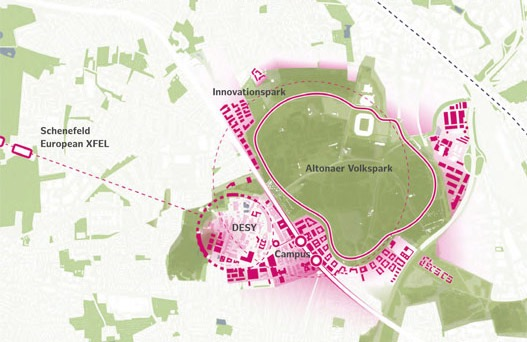 Innovationspark
Schenefeld
European XFEL
Altonaer Volkspark
DESY
Campus